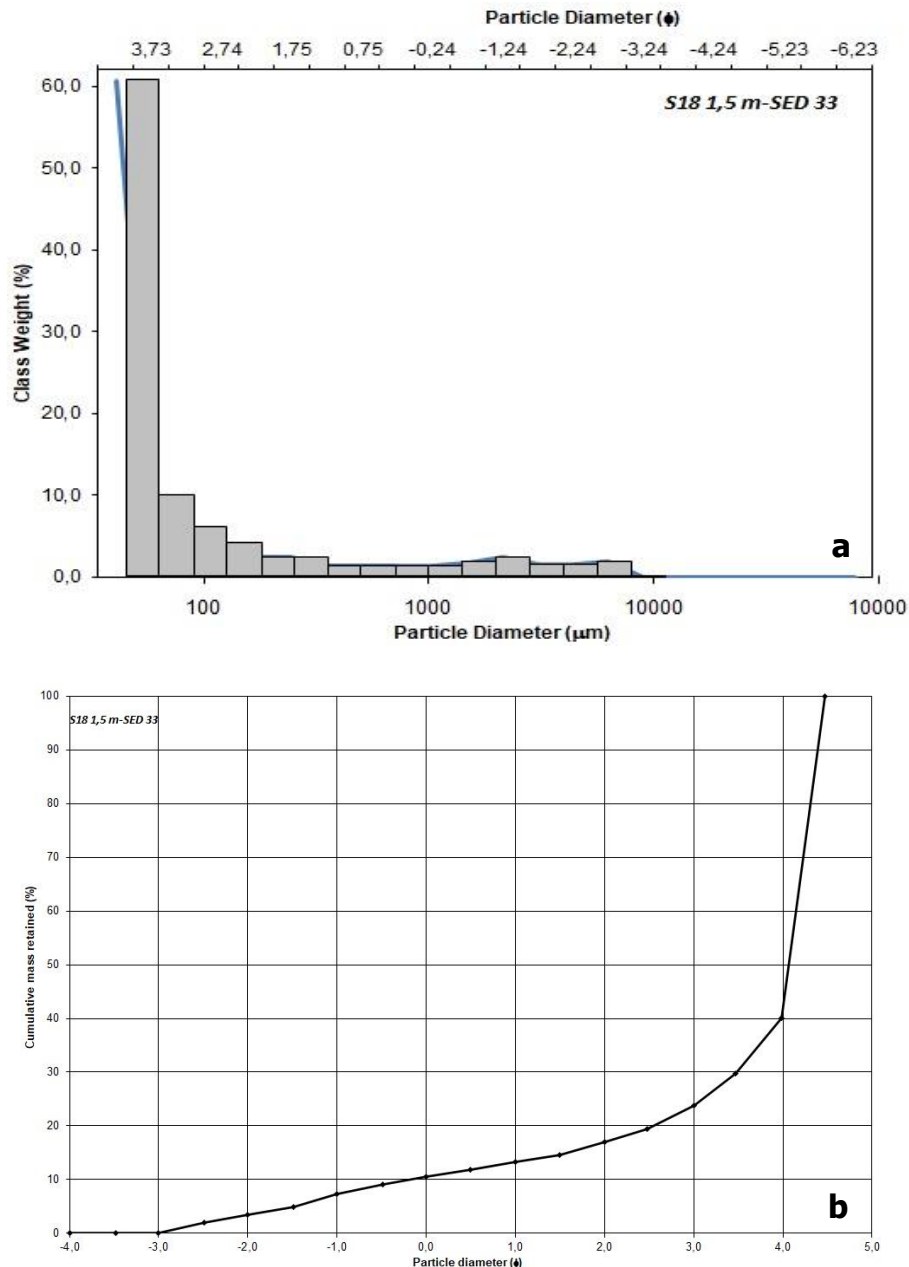 Particle Diameter (ϕ)
3,73 2,74 1,75 0,75 -0,24 -1,24 -2,24 -3,24 -4,24 -5,23 -6,23
S18 1,5 m-SED 33
60,0
50,0
40,0
30,0
20,0
10,0
0,0
Class Weight (%)
a
100 1000 10000 10000
Particle Diameter (μm)
S18 1,5 m-SED 33
100
90
80
70
60
50
40
30
20
10
0
Cumulative mass retained (%)
b
-4,0 -3,0 -2,0 -1,0 0,0 1,0 2,0 3,0 4,0 5,0
Particle diameter (ϕ)